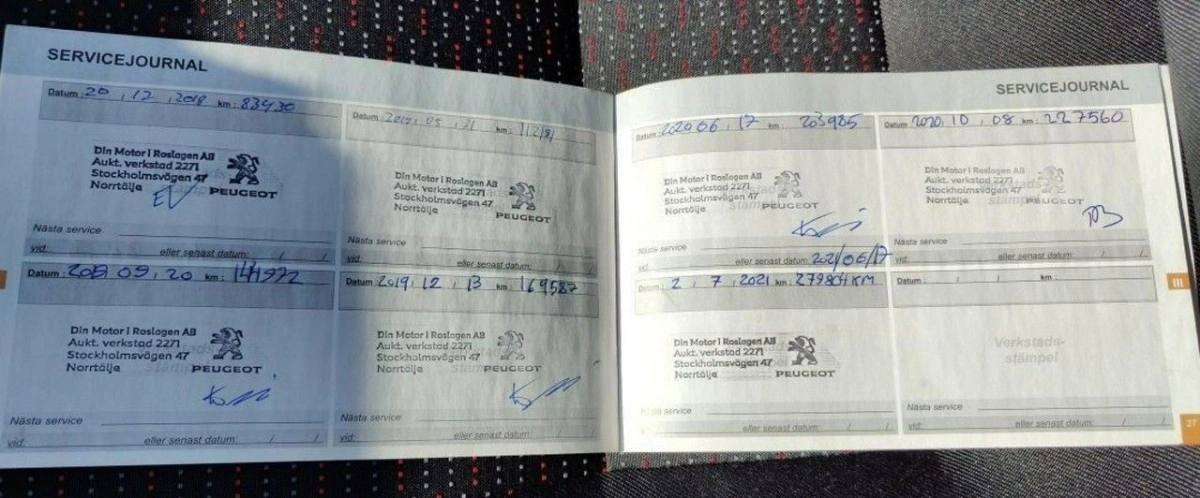 SERVICEJOURNAL
Datum: 20, 12, 2018 km: 83430
Din Motor i Roslagen AB
Aukt. verkstad 2271
Stockholmsvägen 47
Norrtälje
PEUGEOT
Nästa service
vid: eller senast datum: / /
Datum: 2019, 05, 31 km:
Din Motor i Roslagen AB
Aukt. verkstad 2271
Stockholmsvägen 47
Norrtälje
PEUGEOT
Nästa service
vid: eller senast datum: / /
Datum: 09, 20 km:
Din Motor i Roslagen AB
Aukt. verkstad 2271
Stockholmsvägen 47
Norrtälje
PEUGEOT
Nästa service
vid: eller senast datum: / /
Datum: 2019, 12, 13 km: 169587
Din Motor i Roslagen AB
Aukt. verkstad 2271
Stockholmsvägen 47
Norrtälje
PEUGEOT
Nästa service
vid: eller senast datum: / /
SERVICEJOURNAL
Datum: 2020 06, 17 km: 203985
Din Motor i Roslagen AB
Aukt. verkstad 2271
Stockholmsvägen 47
Norrtälje
PEUGEOT
Nästa service
vid: eller senast datum: 2021/06/17
Datum: 2020, 10, 08 km: 227560
Din Motor i Roslagen AB
Aukt. verkstad 2271
Stockholmsvägen 47
Norrtälje
PEUGEOT
Nästa service
vid: eller senast datum: / /
Datum: 2, 7, 2021 km: 279804 KM
Din Motor i Roslagen AB
Aukt. verkstad 2271
Stockholmsvägen 47
Norrtälje
PEUGEOT
Nästa service
vid: eller senast datum: / /
Datum: / / km:
Verkstads-
stämpel
Nästa service
vid: eller senast datum: / /
III
27